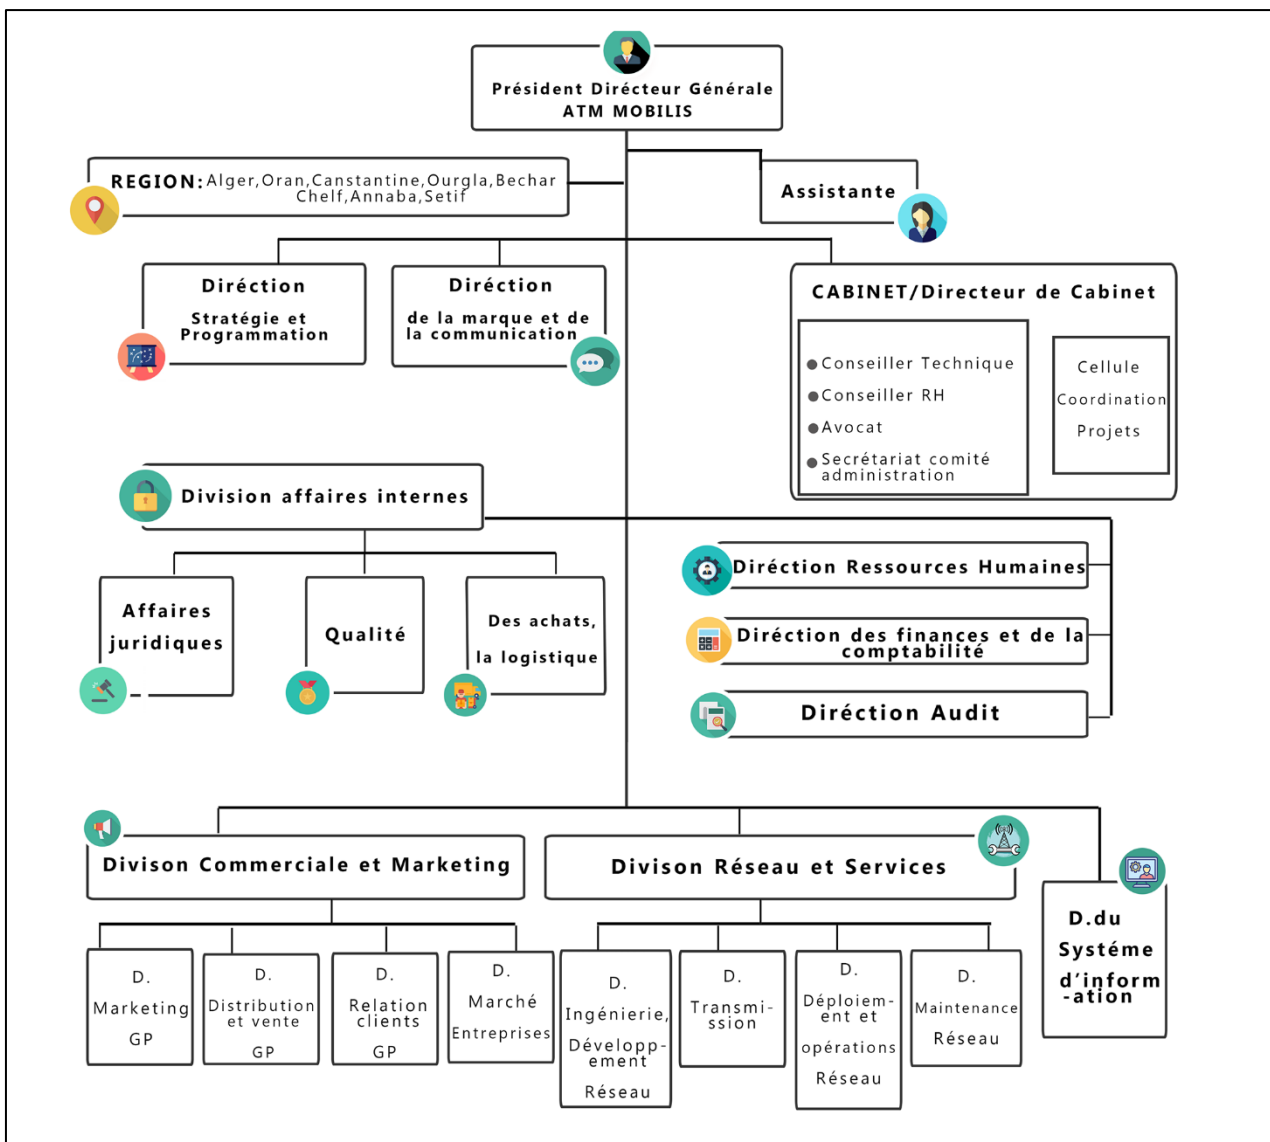 Présidént Dirécteur Générale
ATM MOBILIS
REGION:Alger,Oran,Canstantine,Ourgla,Bechar
Chelf,Annaba,Setif
Assistante
Diréction
Stratégie et
Programmation
Diréction
de la marque et de
la communication
CABINET/Directeur de Cabinet
Conseiller Technique
Conseiller RH
Avocat
Secrétariat comité
administration
Cellule
Coordination
Projets
Division affaires internes
Affaires
juridiques
Qualité
Des achats,
la logistique
Diréction Ressources Humaines
Diréction des finances et de la
comptabilité
Diréction Audit
Divison Commerciale et Marketing
Divison Réseau et Services
D.du
Systéme
d’inform
-ation
D.
Marketing
GP
D.
Distribution
et vente
GP
D.
Relation
clients
GP
D.
Marché
Entreprises
D.
Ingénierie,
Développ-
ement
Réseau
D.
Transmi-
ssion
D.
Déploiem-
ent et
opérations
Réseau
D.
Maintenance
Réseau